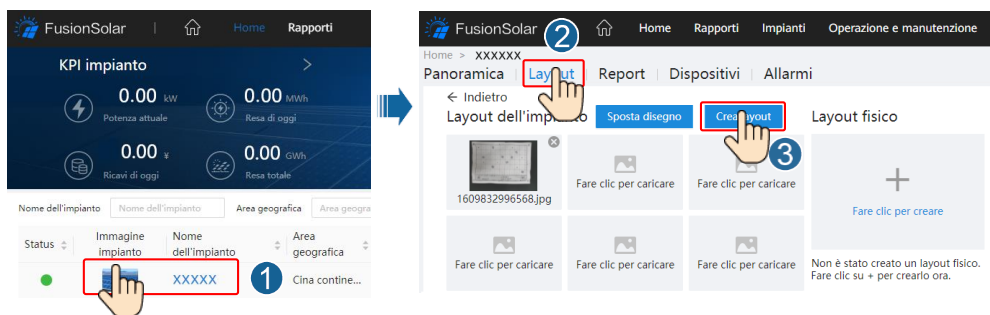 FusionSolar
Home
Rapporti
KPI impianto
0.00 kW
Potenza attuale
0.00 MWh
Resa di oggi
0.00 ¥
Ricavi di oggi
0.00 GWh
Resa totale
Nome dell'impianto
Nome dell'impianto
Area geografica
Area geogra
Status
Immagine impianto
Nome dell'impianto
Area geografica
XXXXX
1
Cina contine...
FusionSolar
2
Home
Rapporti
Impianti
Operazione e manutenzione
Home > XXXXXX
Panoramica
Layout
Report
Dispositivi
Allarmi
← Indietro
Layout dell'impianto
Sposta disegno
Crea layout
3
Layout fisico
1609832996568.jpg
Fare clic per caricare
Fare clic per caricare
Fare clic per creare
Fare clic per caricare
Fare clic per caricare
Fare clic per caricare
Non è stato creato un layout fisico.
Fare clic su + per crearlo ora.